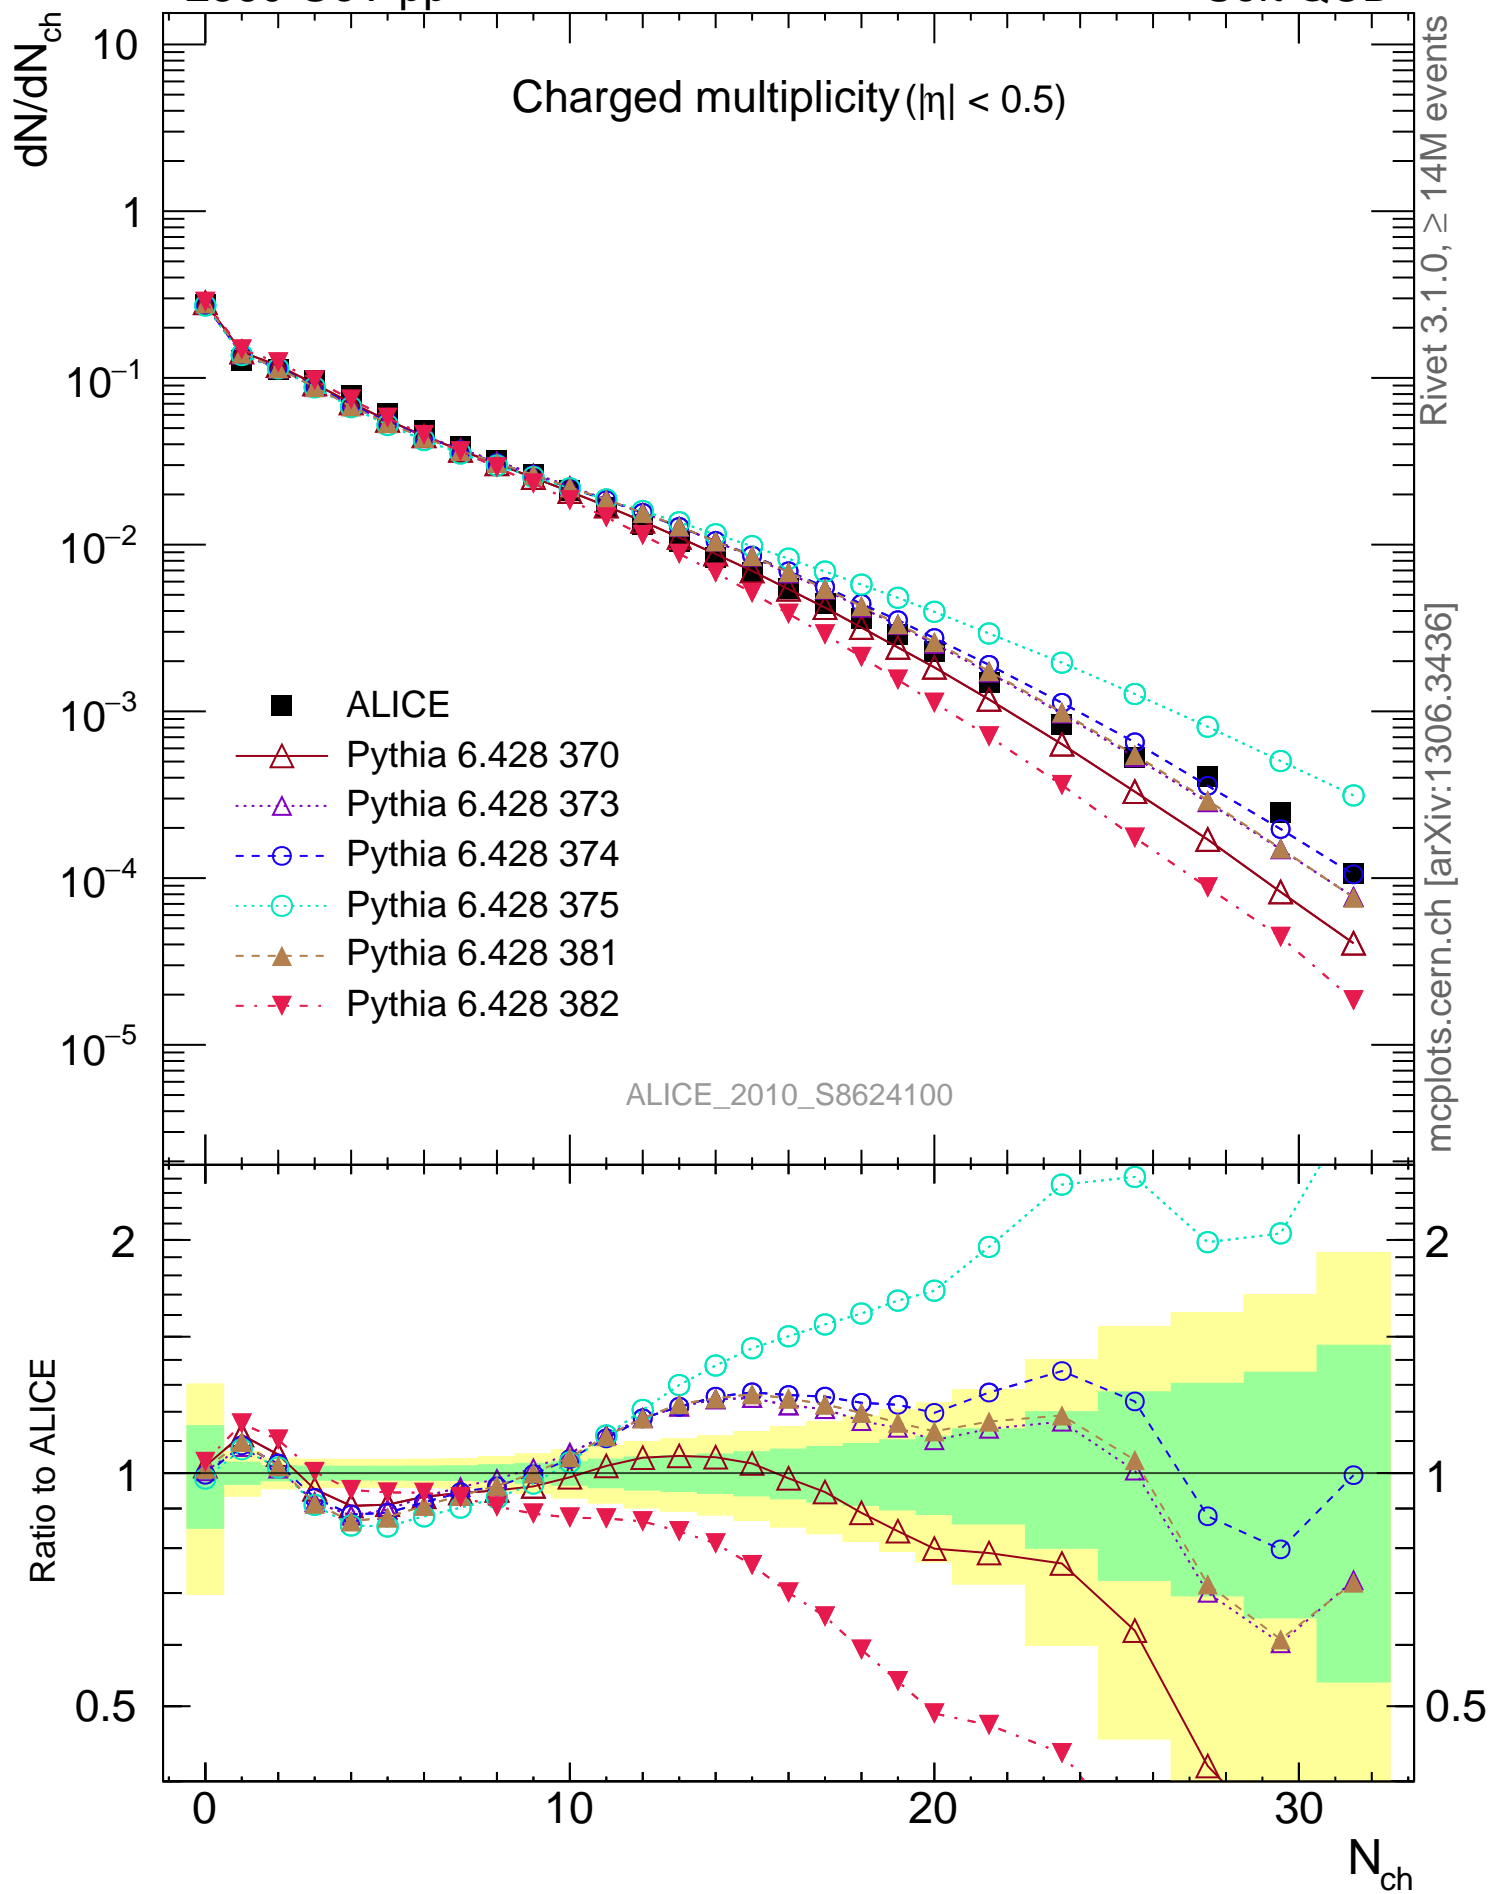 dN/dN_ch
Charged multiplicity (|η| < 0.5)
10
1
10⁻¹
10⁻²
10⁻³
10⁻⁴
10⁻⁵
ALICE
Pythia 6.428 370
Pythia 6.428 373
Pythia 6.428 374
Pythia 6.428 375
Pythia 6.428 381
Pythia 6.428 382
ALICE_2010_S8624100
Rivet 3.1.0, ≥ 14M events
mcplots.cern.ch [arXiv:1306.3436]
Ratio to ALICE
2
1
0.5
2
1
0.5
0 10 20 30
N_ch